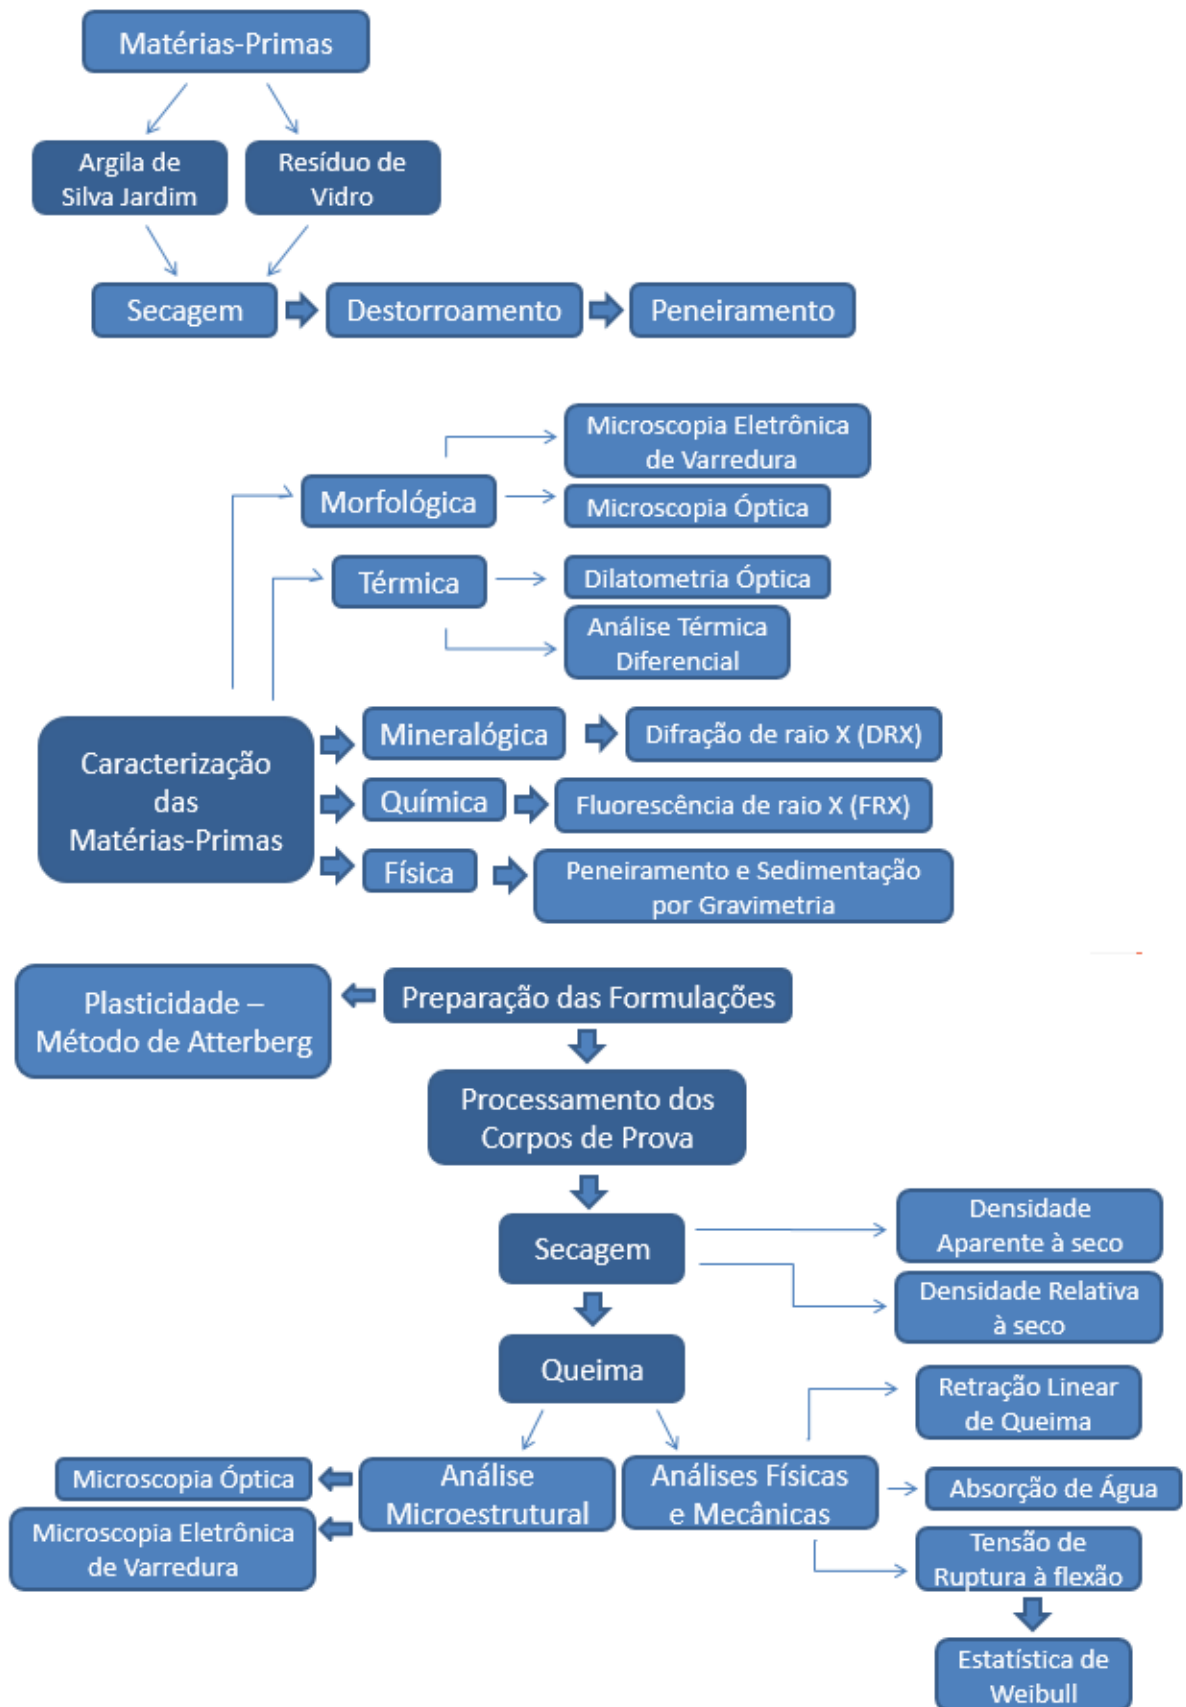 Matérias-Primas
Argila de
Silva Jardim
Resíduo de
Vidro
Secagem
Destorroamento
Peneiramento
Microscopia Eletrônica
de Varredura
Morfológica
Microscopia Óptica
Térmica
Dilatometria Óptica
Análise Térmica
Diferencial
Caracterização
das
Matérias-Primas
Mineralógica
Difração de raio X (DRX)
Química
Fluorescência de raio X (FRX)
Física
Peneiramento e Sedimentação
por Gravimetria
Plasticidade –
Método de Atterberg
Preparação das Formulações
Processamento dos
Corpos de Prova
Secagem
Densidade
Aparente à seco
Densidade Relativa
à seco
Queima
Retração Linear
de Queima
Microscopia Óptica
Análise
Microestrutural
Análises Físicas
e Mecânicas
Absorção de Água
Microscopia Eletrônica
de Varredura
Tensão de
Ruptura à flexão
Estatística de
Weibull